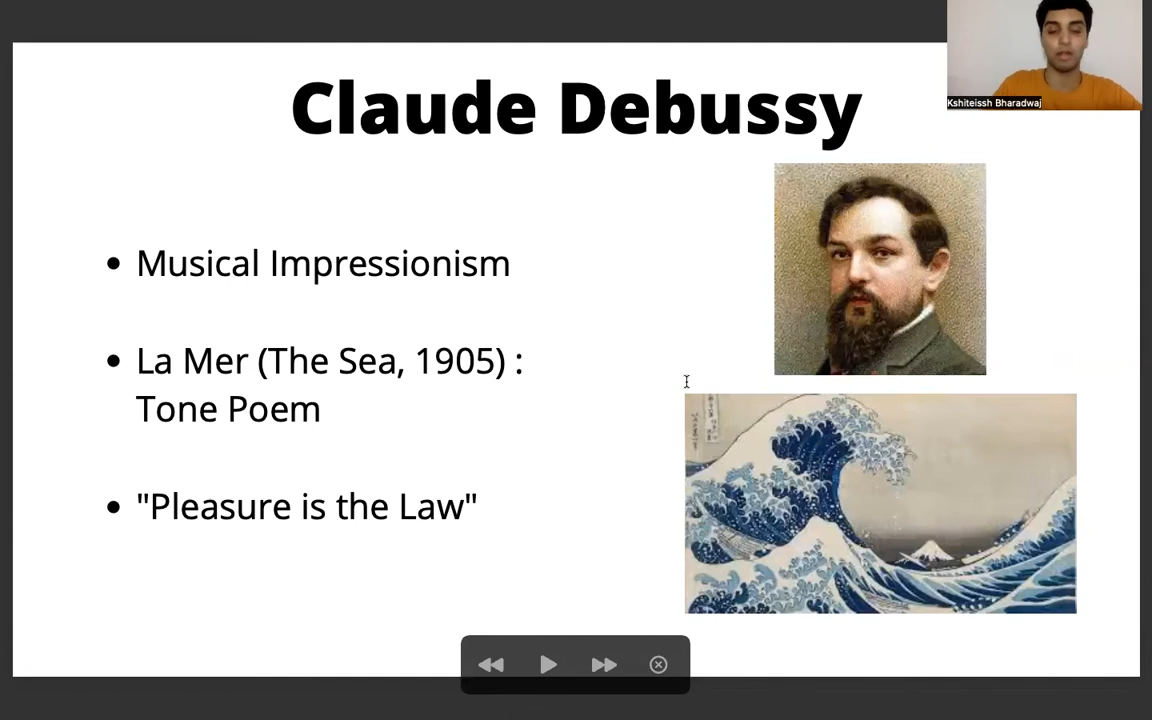 Claude Debussy
Kshiteissh Bharadwaj
• Musical Impressionism
• La Mer (The Sea, 1905) :
Tone Poem
• "Pleasure is the Law"